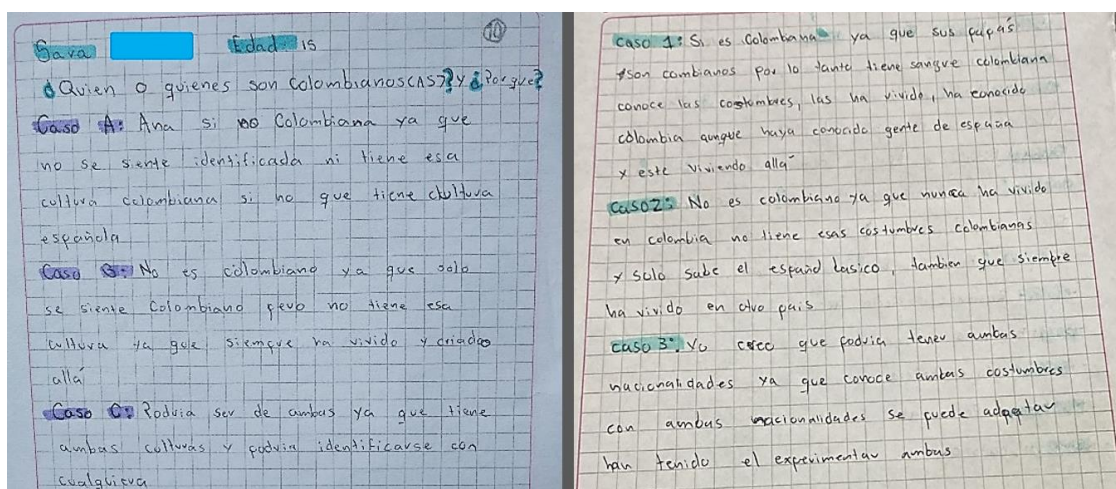 10
Sara Edad 15
¿Quien o quienes son colombianos(AS)? y ¿Porque?
Caso A: Ana si no Colombiana ya que
no se siente identificada ni tiene esa
cultura colombiana si no que tiene cultura
española
Caso B: No es colombiano ya que solo
se siente Colombiano pero no tiene esa
cultura ya que siempre ha vivido y criado
allá
Caso C: Podria ser de ambas ya que tiene
ambas culturas y podria identificarse con
cualquiera
Caso 1: Si es Colombiana ya que sus papás
son combianos por lo tanto tiene sangre colombiana
conoce las costumbres, las ha vivido, ha conocido
colombia aunque haya conocido gente de españa
y este viviendo allá
Caso2: No es colombiano ya que nunca ha vivido
en colombia no tiene esas costumbres colombianas
y solo sabe el español basico, tambien que siempre
ha vivido en otro pais
Caso 3: Yo creo que podria tener ambas
nacionalidades ya que conoce ambas costumbres
con ambas nacionalidades se puede adaptar
han tenido el experimentar ambas